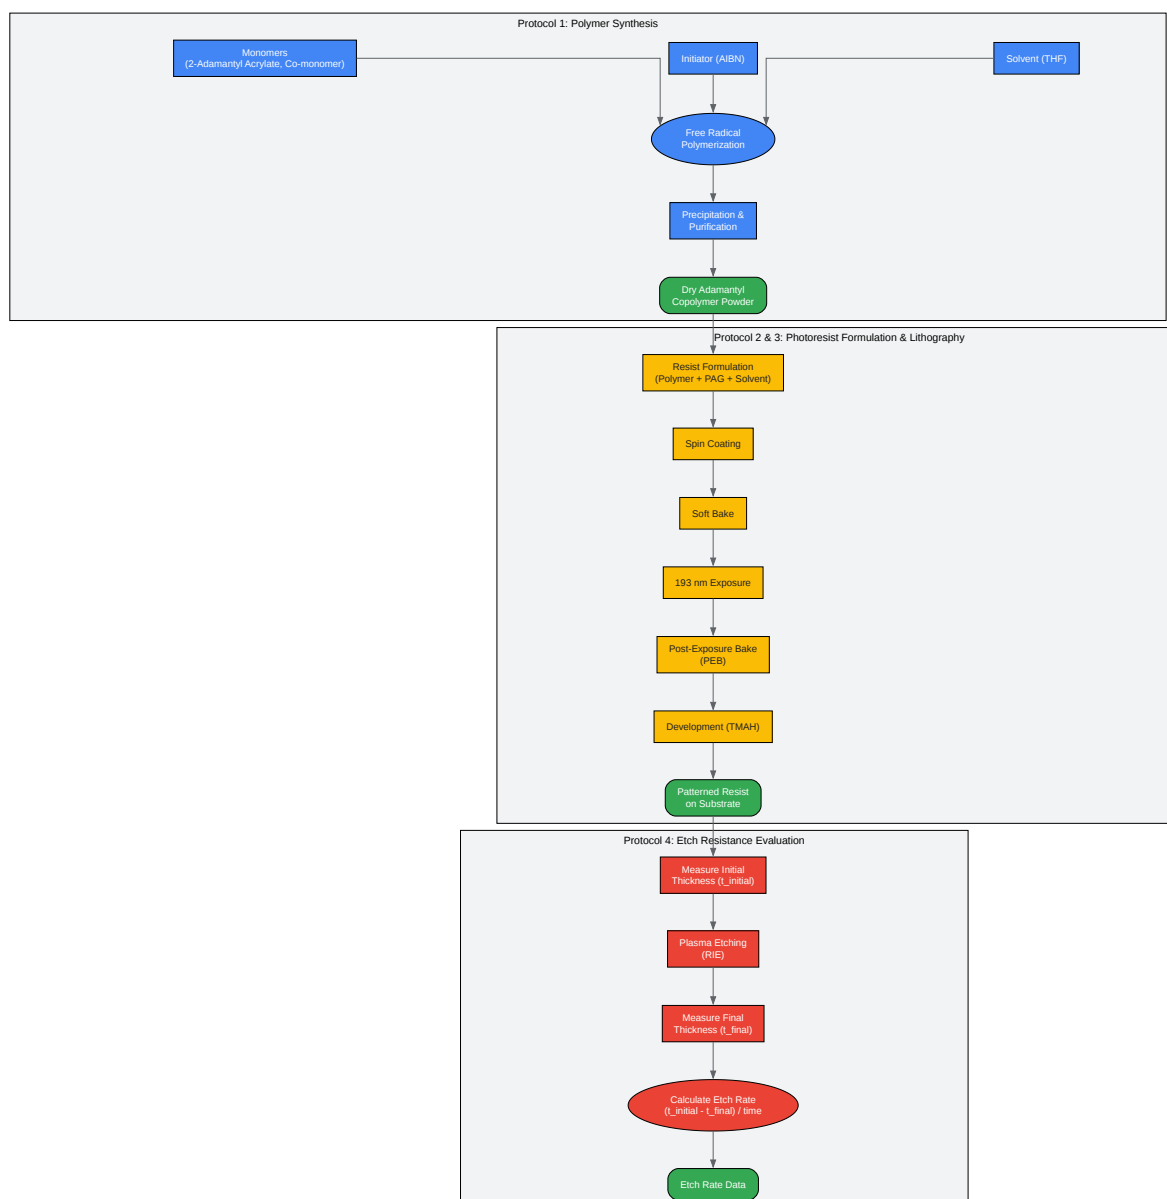 Protocol 1: Polymer Synthesis
Monomers
(2-Adamantyl Acrylate, Co-monomer)
Initiator (AIBN)
Solvent (THF)
Free Radical
Polymerization
Precipitation &
Purification
Dry Adamantyl
Copolymer Powder
Protocol 2 & 3: Photoresist Formulation & Lithography
Resist Formulation
(Polymer + PAG + Solvent)
Spin Coating
Soft Bake
193 nm Exposure
Post-Exposure Bake
(PEB)
Development (TMAH)
Patterned Resist
on Substrate
Protocol 4: Etch Resistance Evaluation
Measure Initial
Thickness (t_initial)
Plasma Etching
(RIE)
Measure Final
Thickness (t_final)
Calculate Etch Rate
(t_initial - t_final) / time
Etch Rate Data